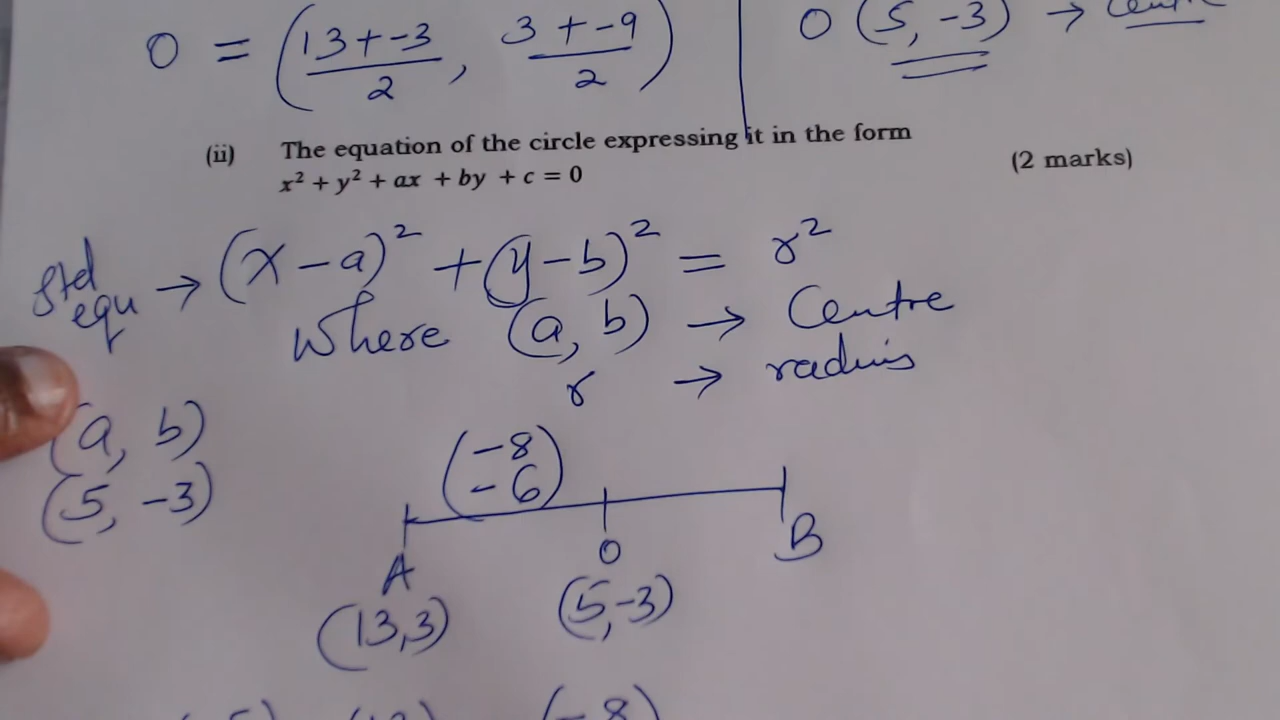 O = (13 + -3 / 2, 3 + -9 / 2)
O (5, -3) → Centre
(ii) The equation of the circle expressing it in the form
x² + y² + ax + by + c = 0
(2 marks)
Std equ → (x - a)² + (y - b)² = r²
where (a, b) → Centre
r → radius
(a, b)
(5, -3)
(-8
-6)
A O B
(13,3) (5,-3)
(-8)